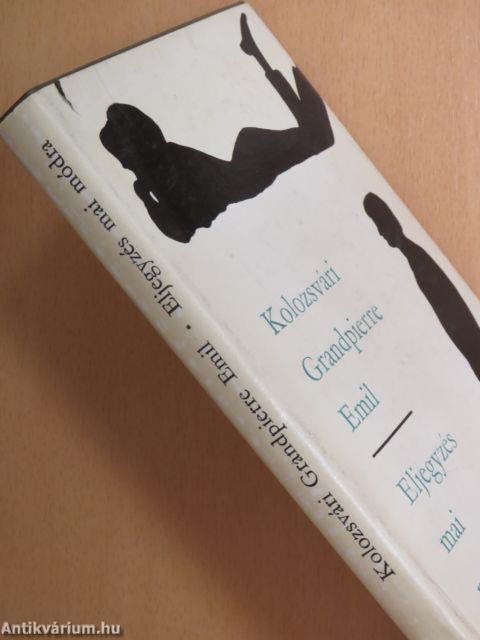 Kolozsvári Grandpierre Emil • Eljegyzés mai módra
Kolozsvári
Grandpierre
Emil
Eljegyzés
mai
Antikvárium.hu